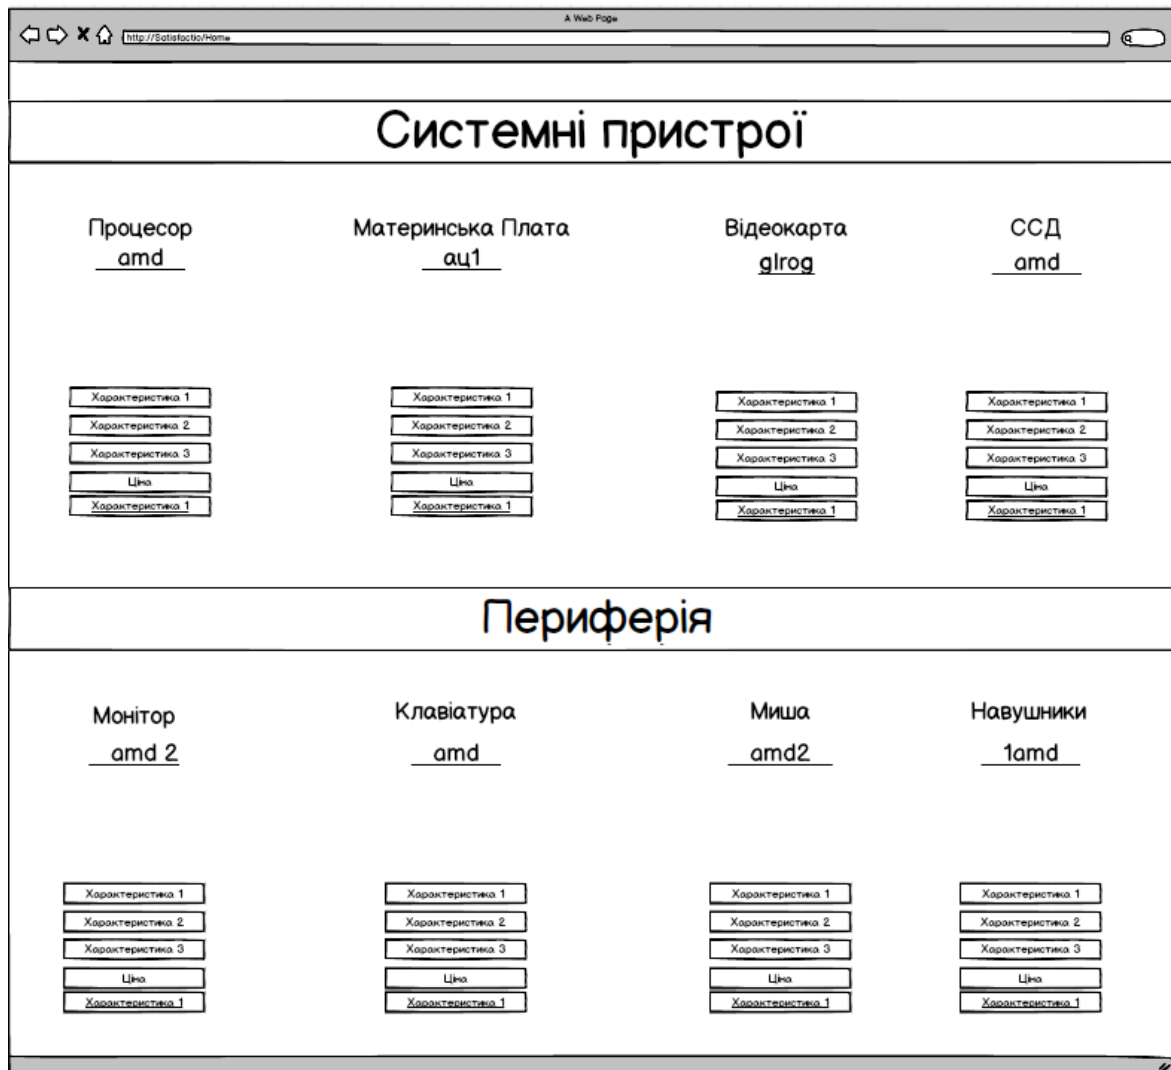 A Web Page
http://Satisfactio/Home
Системні пристрої
Процесор
Материнська Плата
Відеокарта
ССД
amd
ац1
glrog
amd
Характеристика 1
Характеристика 1
Характеристика 1
Характеристика 1
Характеристика 2
Характеристика 2
Характеристика 2
Характеристика 2
Характеристика 3
Характеристика 3
Характеристика 3
Характеристика 3
Ціна
Ціна
Ціна
Ціна
Характеристика 1
Характеристика 1
Характеристика 1
Характеристика 1
Периферія
Монітор
Клавіатура
Миша
Навушники
amd 2
amd
amd2
1amd
Характеристика 1
Характеристика 1
Характеристика 1
Характеристика 1
Характеристика 2
Характеристика 2
Характеристика 2
Характеристика 2
Характеристика 3
Характеристика 3
Характеристика 3
Характеристика 3
Ціна
Ціна
Ціна
Ціна
Характеристика 1
Характеристика 1
Характеристика 1
Характеристика 1